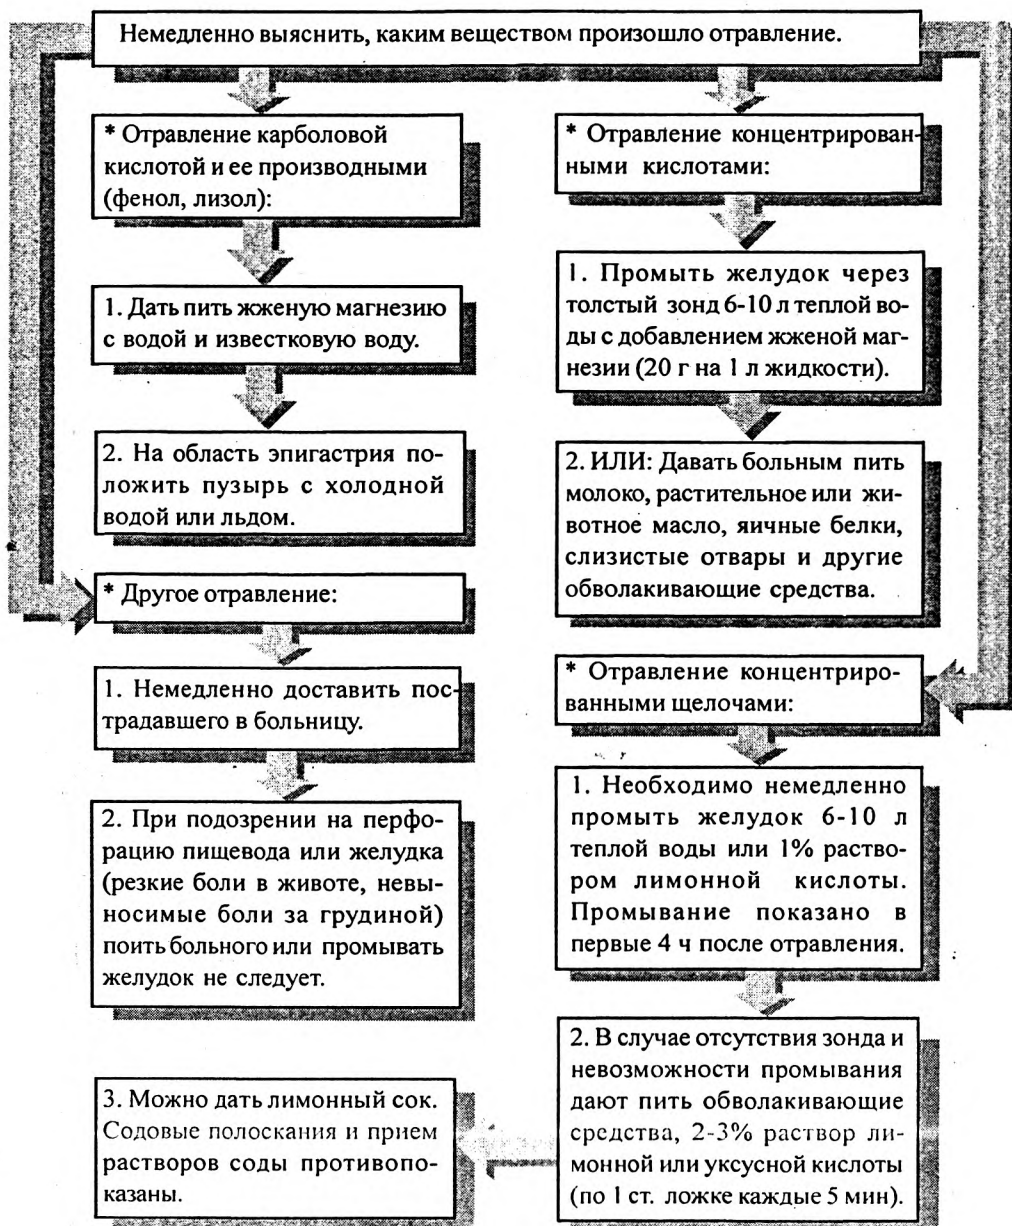 Немедленно выяснить, каким веществом произошло отравление.
* Отравление карболовой
кислотой и ее производными
(фенол, лизол):
1. Дать пить жженую магнезию
с водой и известковую воду.
2. На область эпигастрия по-
ложить пузырь с холодной
водой или льдом.
* Другое отравление:
1. Немедленно доставить пос-
традавшего в больницу.
2. При подозрении на перфо-
рацию пищевода или желудка
(резкие боли в животе, невы-
носимые боли за грудиной)
поить больного или промывать
желудок не следует.
* Отравление концентрирован-
ными кислотами:
1. Промыть желудок через
толстый зонд 6-10 л теплой во-
ды с добавлением жженой маг-
незии (20 г на 1 л жидкости).
2. ИЛИ: Давать больным пить
молоко, растительное или жи-
вотное масло, яичные белки,
слизистые отвары и другие
обволакивающие средства.
* Отравление концентриро-
ванными щелочами:
1. Необходимо немедленно
промыть желудок 6-10 л
теплой воды или 1% раство-
ром лимонной кислоты.
Промывание показано в
первые 4 ч после отравления.
2. В случае отсутствия зонда и
невозможности промывания
дают пить обволакивающие
средства, 2-3% раствор ли-
монной или уксусной кислоты
(по 1 ст. ложке каждые 5 мин).
3. Можно дать лимонный сок.
Содовые полоскания и прием
растворов соды противопо-
казаны.